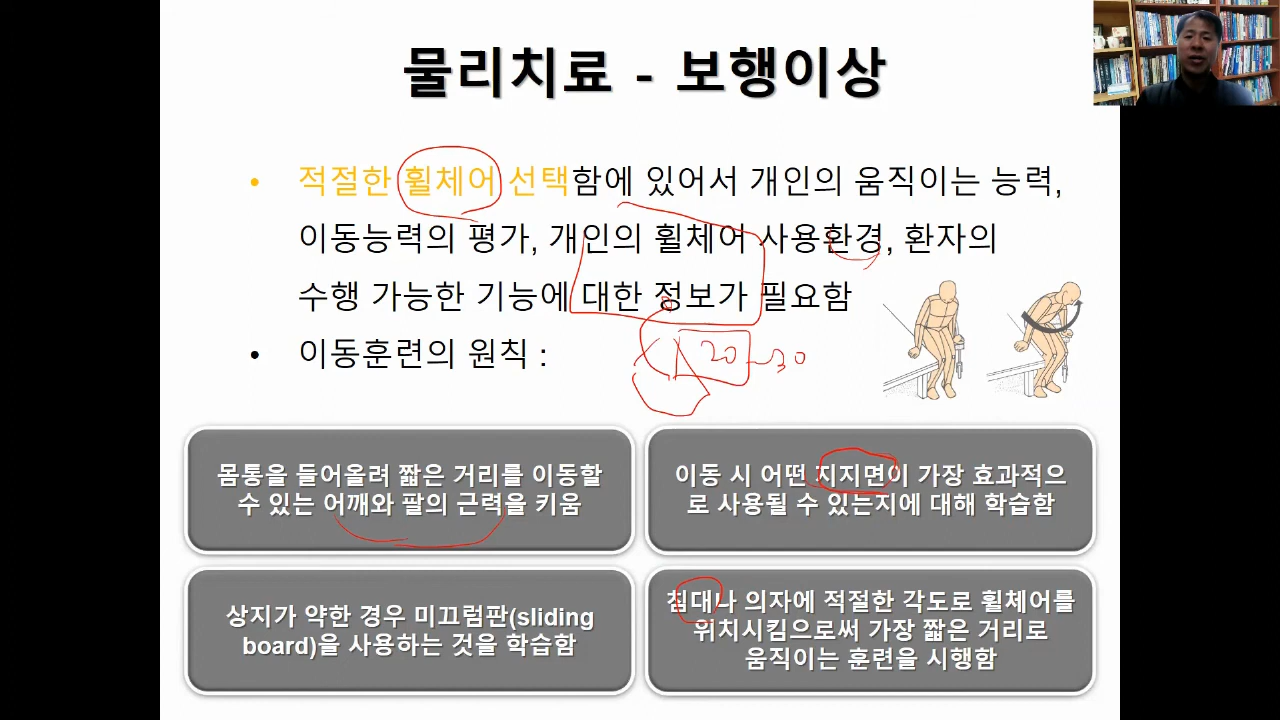 물리치료 - 보행이상
• 적절한 휠체어 선택함에 있어서 개인의 움직이는 능력,
이동능력의 평가, 개인의 휠체어 사용환경, 환자의
수행 가능한 기능에 대한 정보가 필요함
• 이동훈련의 원칙 :
20~30
몸통을 들어올려 짧은 거리를 이동할
수 있는 어깨와 팔의 근력을 키움
이동 시 어떤 지지면이 가장 효과적으
로 사용될 수 있는지에 대해 학습함
상지가 약한 경우 미끄럼판(sliding
board)을 사용하는 것을 학습함
침대나 의자에 적절한 각도로 휠체어를
위치시킴으로써 가장 짧은 거리로
움직이는 훈련을 시행함